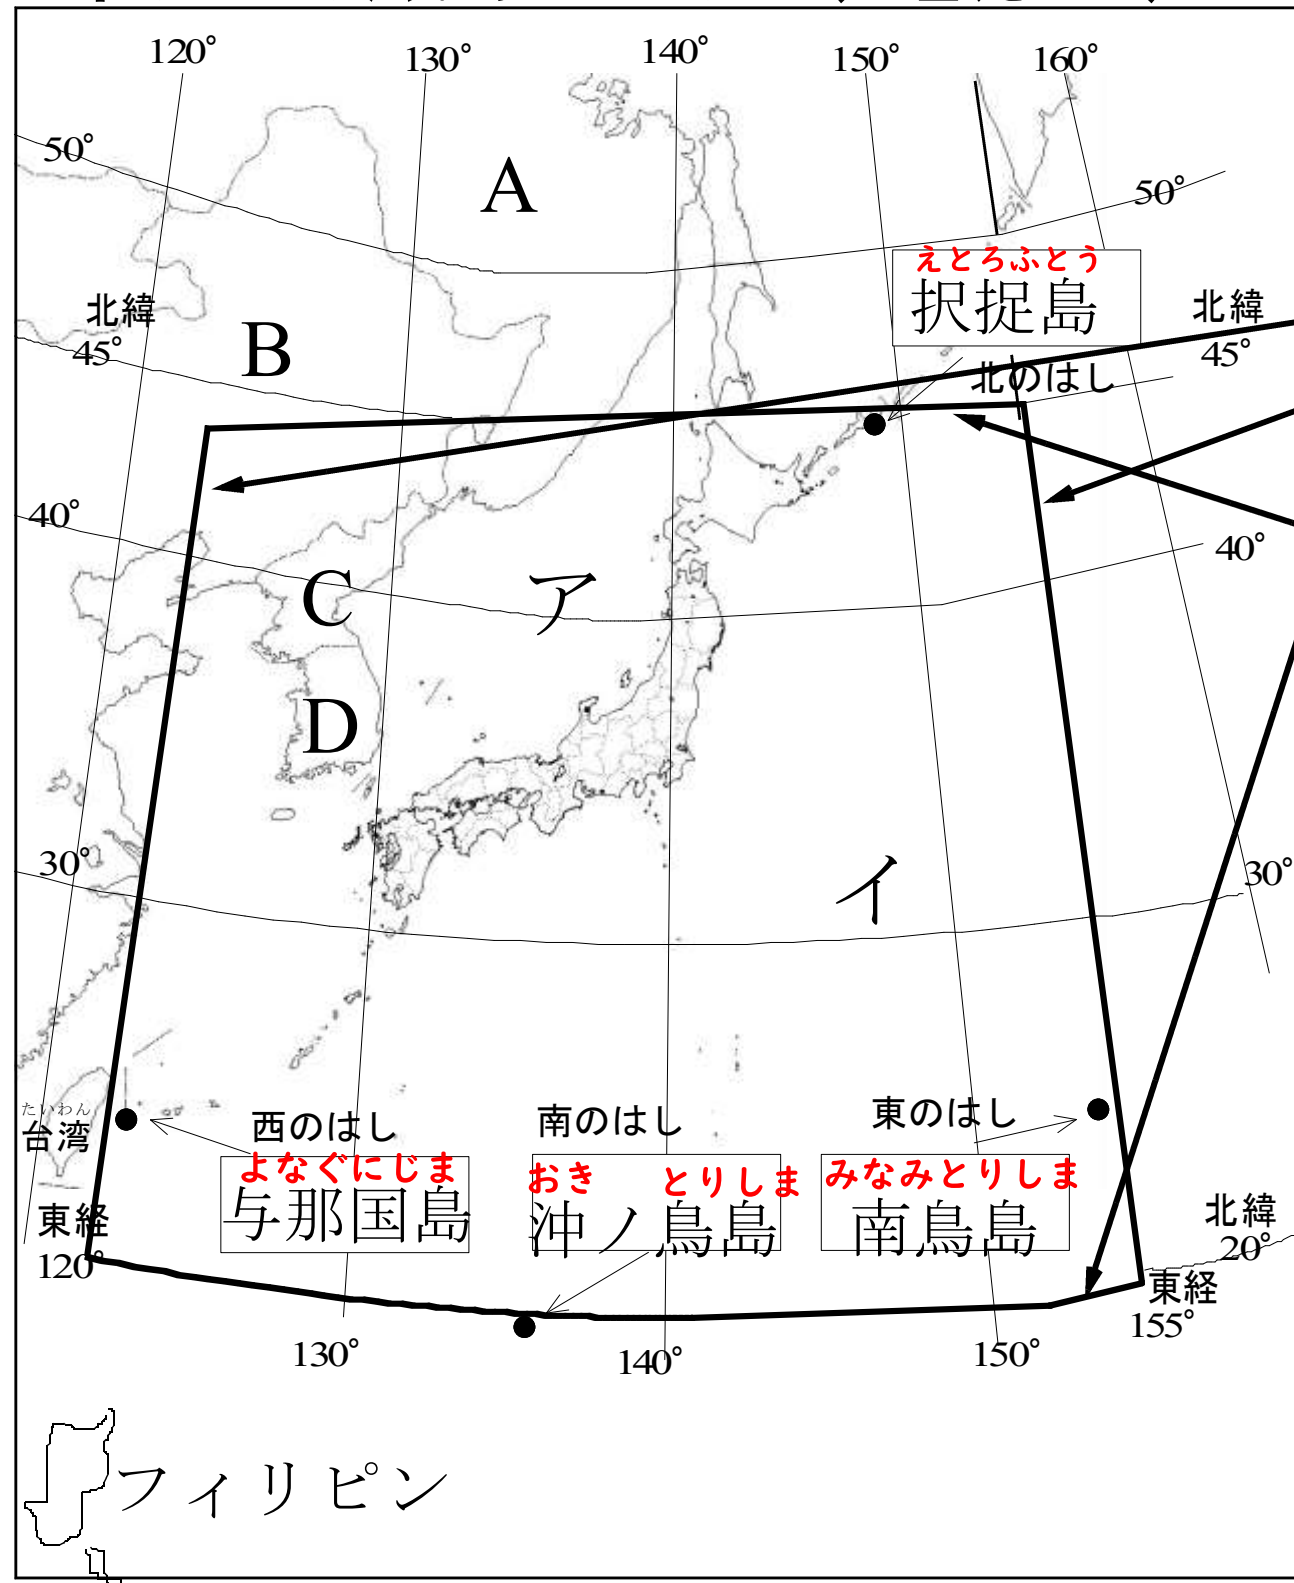 120°
130°
140°
150°
160°
50°
A
50°
えとろふとう
択捉島
北緯
45°
B
北緯
45°
北のはし
40°
40°
C
ア
D
イ
30°
30°
たいわん
台湾
西のはし
よなぐにじま
与那国島
南のはし
おき とりしま
沖ノ鳥島
東のはし
みなみとりしま
南鳥島
東経
120°
北緯
20°
東経
155°
130°
140°
150°
フィリピン